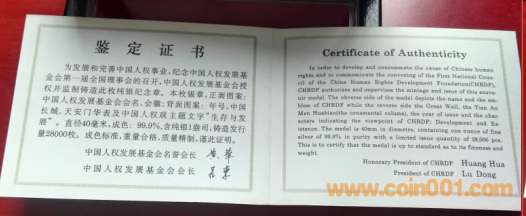 鉴定证书
为发展和完善中国人权事业,纪念中国人权发展基
金会第一届全国理事会的召开,中国人权发展基金会授
权并监制铸造此枚纯银纪念章。本枚银章,正面图案:
中国人权发展基金会会名、会徽;背面图案:年号,中国
长城、天安门华表及中国人权观主题文字“生存与发
展”。直径40毫米,成色:99.9%,含纯银1盎司,铸造发行
量28000枚。成色标准,重量合格,质量精制,谨此证明。
中国人权发展基金会名誉会长 黄华
中国人权发展基金会会长 吕东
Certificate of Authenticity
In order to develop and consummate the cause of Chinese human
rights and to commemorate the convening of the First National Coun-
cil of the China Human Rights Development Foundation(CHRDF),
CHRDF authorises and supervises the mintage and issue of this souve-
nir medal. The obverse side of the medal depicts the name and the em-
blem of CHRDF while the reverse side the Great Wall, the Tian An
Men Huabiao(the ornamental column), the year of issue and the
characters indicating the viewpoint of CHRDF: Development and Ex-
istence. The medal is 40mm in diameter, containing one ounce of fine
silver of 99.9% in purity with a limited issue quantity of 28,000 pcs.
This is to certify that the medal is up to standard as to its fineness and
weight.
Honorary President of CHRDF Huang Hua
President of CHRDF Lu Dong
www.coin001.com